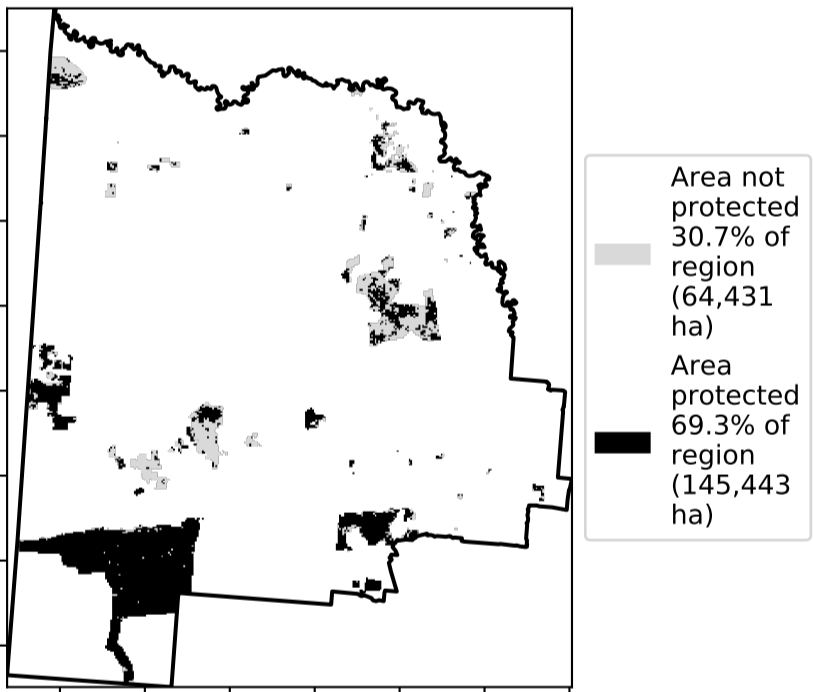 Area not
protected
30.7% of
region
(64,431
ha)
Area
protected
69.3% of
region
(145,443
ha)